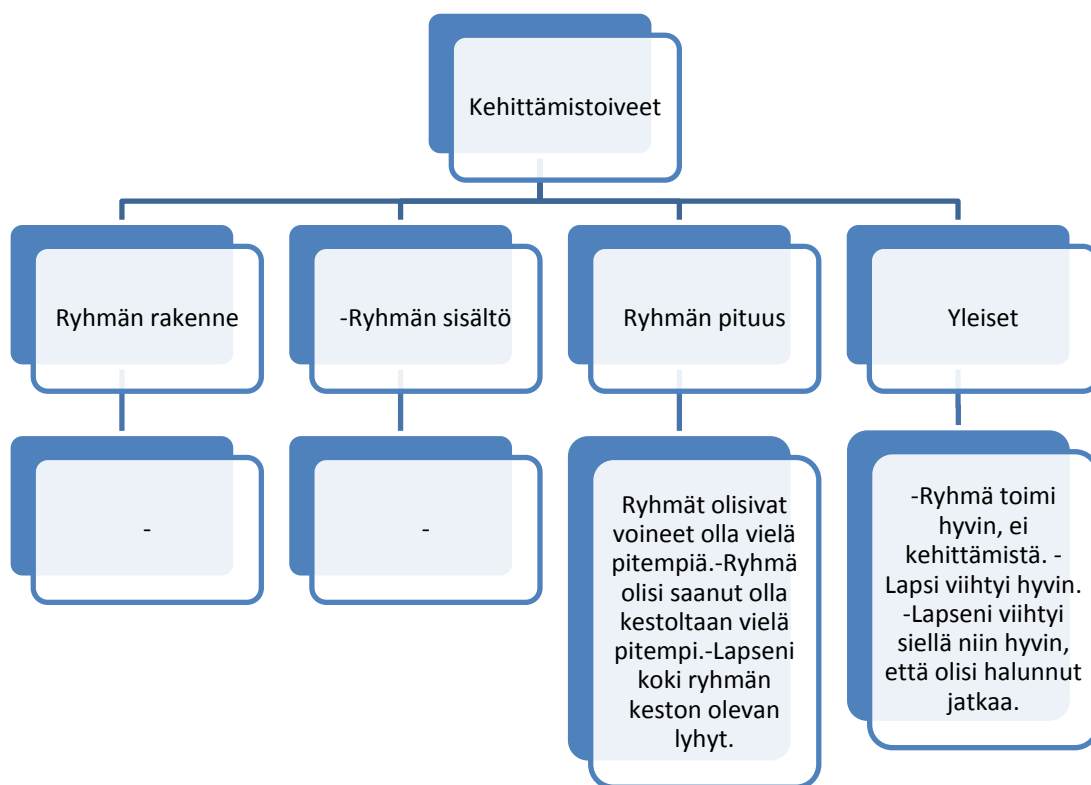 Kehittämistoiveet
Ryhmän rakenne
-Ryhmän sisältö
Ryhmän pituus
Yleiset
-
-
Ryhmät olisivat
voineet olla vielä
pitempiä.-Ryhmä
olisi saanut olla
kestoltaan vielä
pitempi.-Lapseni
koki ryhmän
keston olevan
lyhyt.
-Ryhmä toimi
hyvin, ei
kehittämistä. -
Lapsi viihtyi hyvin.
-Lapseni viihtyi
siellä niin hyvin,
että olisi halunnut
jatkaa.